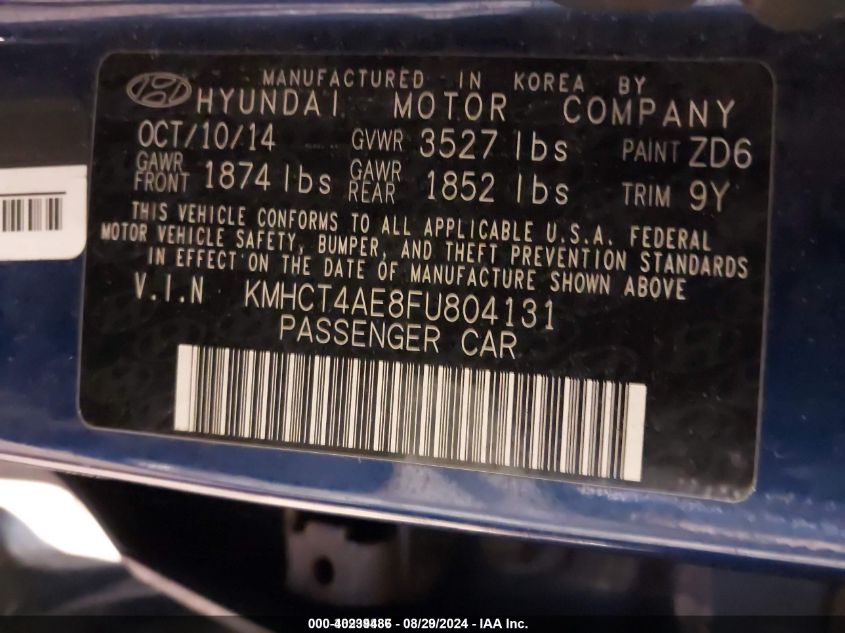 MANUFACTURED IN KOREA BY
HYUNDAI MOTOR COMPANY
OCT/10/14 GVWR 3527 lbs PAINT ZD6
GAWR FRONT 1874 lbs GAWR REAR 1852 lbs TRIM 9Y
THIS VEHICLE CONFORMS TO ALL APPLICABLE U.S.A. FEDERAL
MOTOR VEHICLE SAFETY, BUMPER, AND THEFT PREVENTION STANDARDS
IN EFFECT ON THE DATE OF MANUFACTURE SHOWN ABOVE
V.I.N KMHCT4AE8FU804131
PASSENGER CAR
08/29/2024 - IAA Inc.